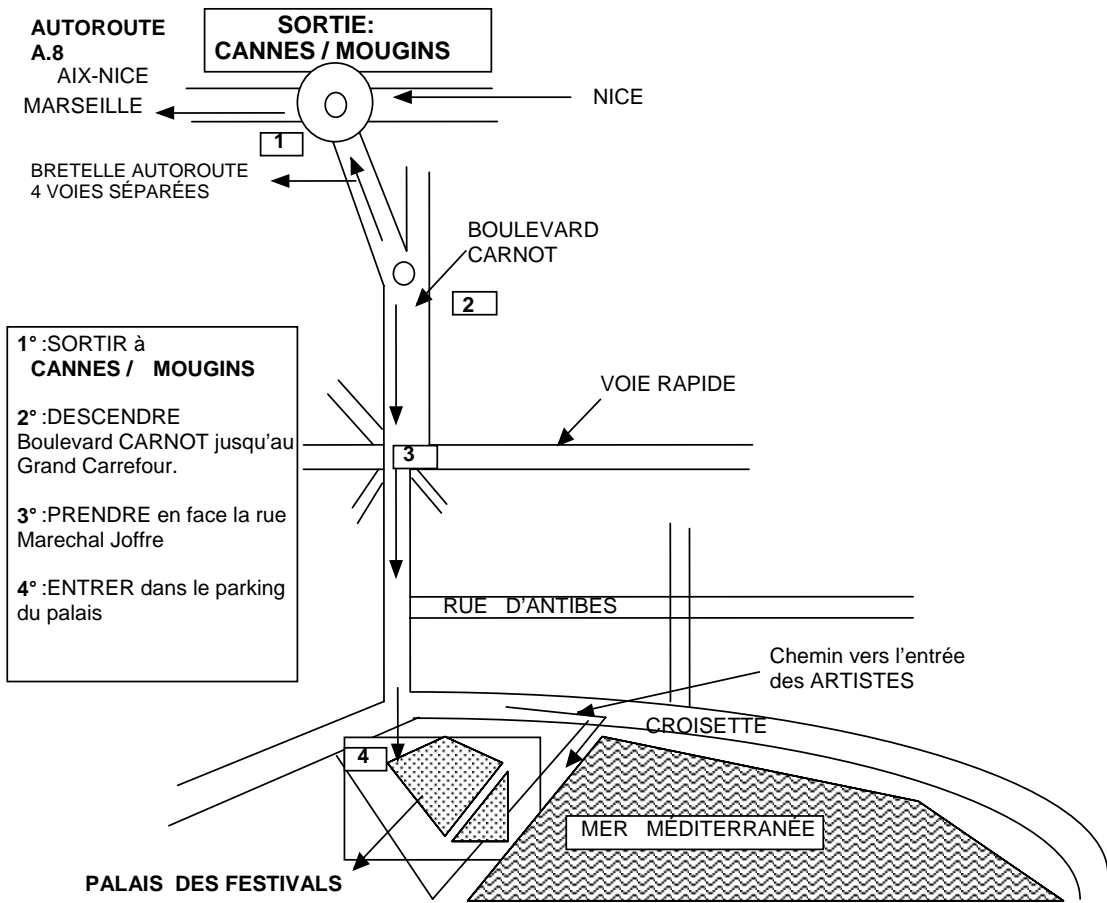 AUTOROUTE
A.8
AIX-NICE
MARSEILLE
SORTIE:
CANNES / MOUGINS
NICE
1
BRETELLE AUTOROUTE
4 VOIES SÉPARÉES
BOULEVARD
CARNOT
2
1° :SORTIR à
CANNES / MOUGINS
2° :DESCENDRE
Boulevard CARNOT jusqu'au
Grand Carrefour.
3° :PRENDRE en face la rue
Marechal Joffre
4° :ENTRER dans le parking
du palais
VOIE RAPIDE
3
RUE D'ANTIBES
Chemin vers l'entrée
des ARTISTES
CROISETTE
4
MER MÉDITERRANÉE
PALAIS DES FESTIVALS